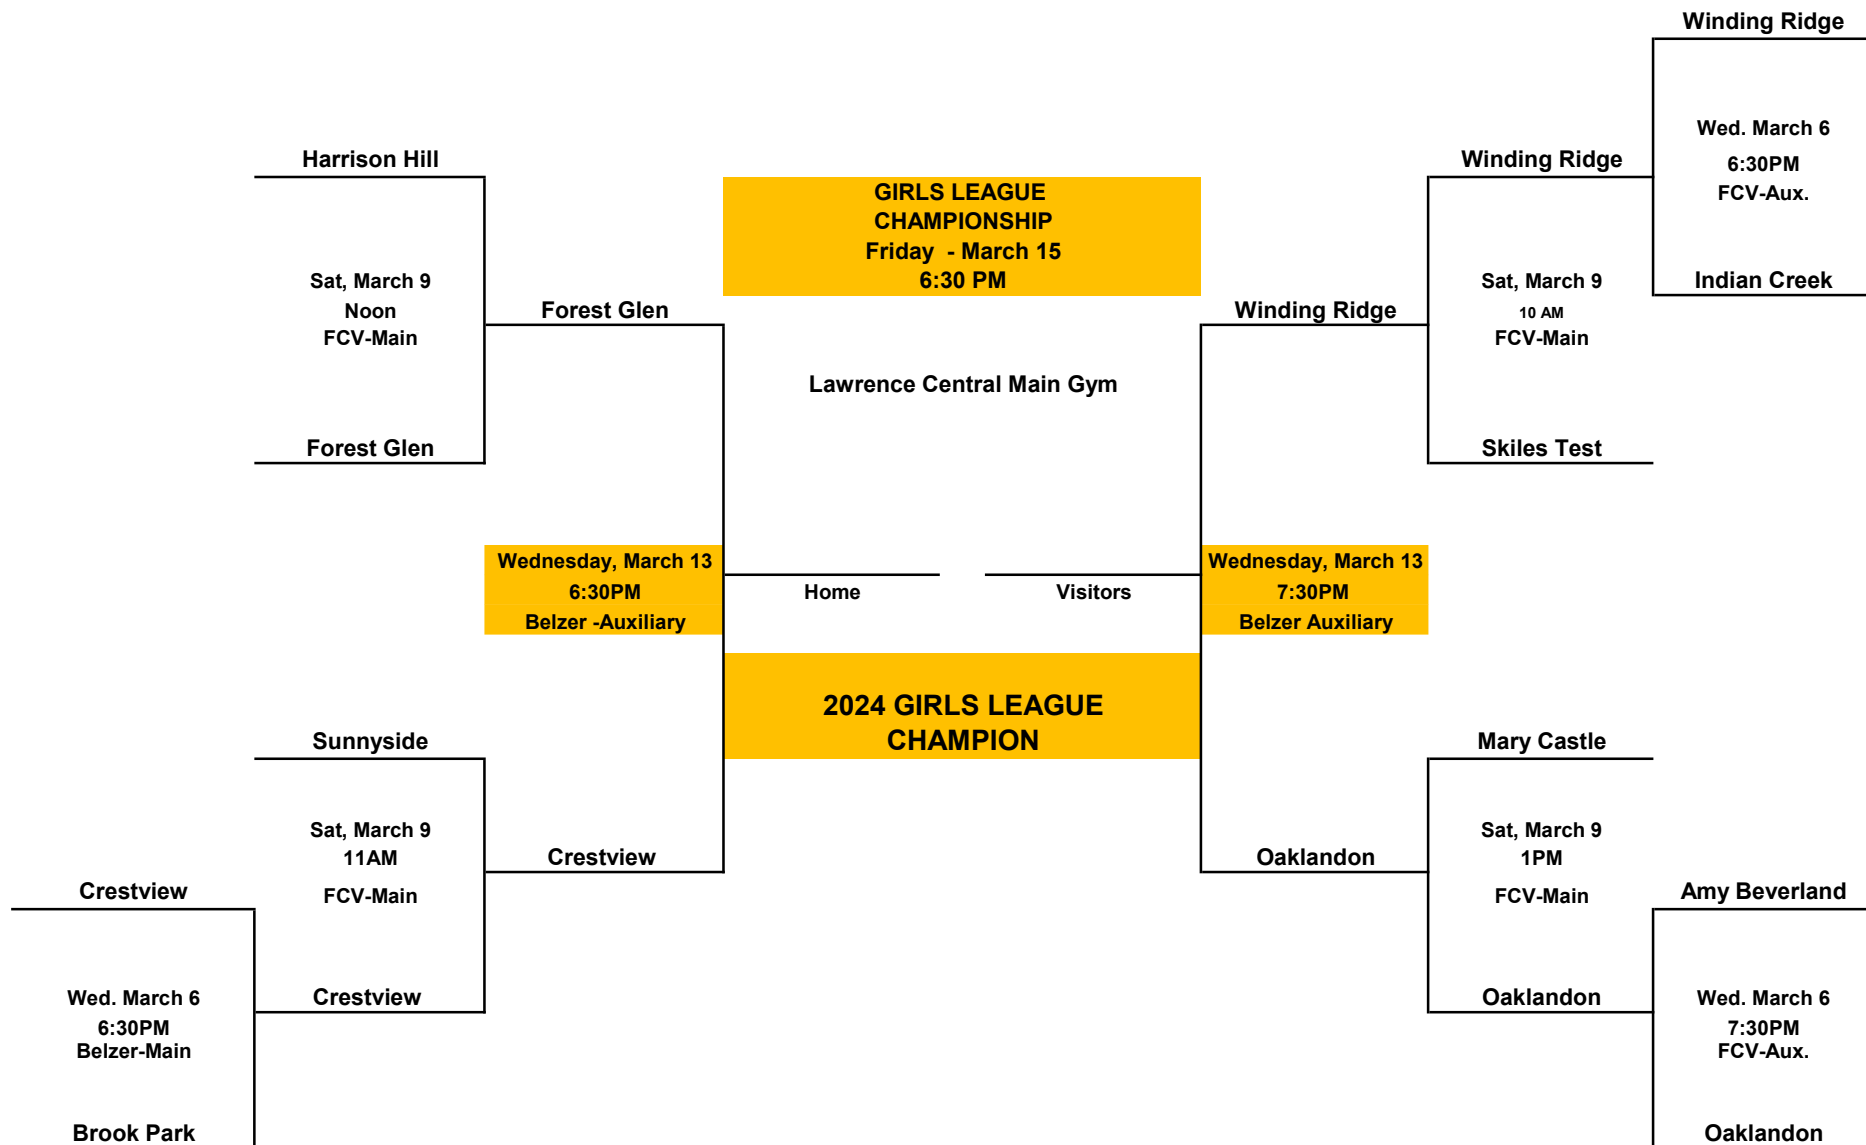 Winding Ridge
Wed. March 6
6:30PM
FCV-Aux.
Indian Creek
Harrison Hill
Sat, March 9
Noon
FCV-Main
Forest Glen
Forest Glen
GIRLS LEAGUE
CHAMPIONSHIP
Friday  - March 15
6:30 PM
Lawrence Central Main Gym
Winding Ridge
Sat, March 9
10 AM
FCV-Main
Winding Ridge
Skiles Test
Wednesday, March 13
6:30PM
Belzer -Auxiliary
Home
Visitors
Wednesday, March 13
7:30PM
Belzer Auxiliary
2024 GIRLS LEAGUE
CHAMPION
Sunnyside
Sat, March 9
11AM
FCV-Main
Crestview
Crestview
Crestview
Wed. March 6
6:30PM
Belzer-Main
Brook Park
Mary Castle
Sat, March 9
1PM
FCV-Main
Oaklandon
Oaklandon
Amy Beverland
Wed. March 6
7:30PM
FCV-Aux.
Oaklandon